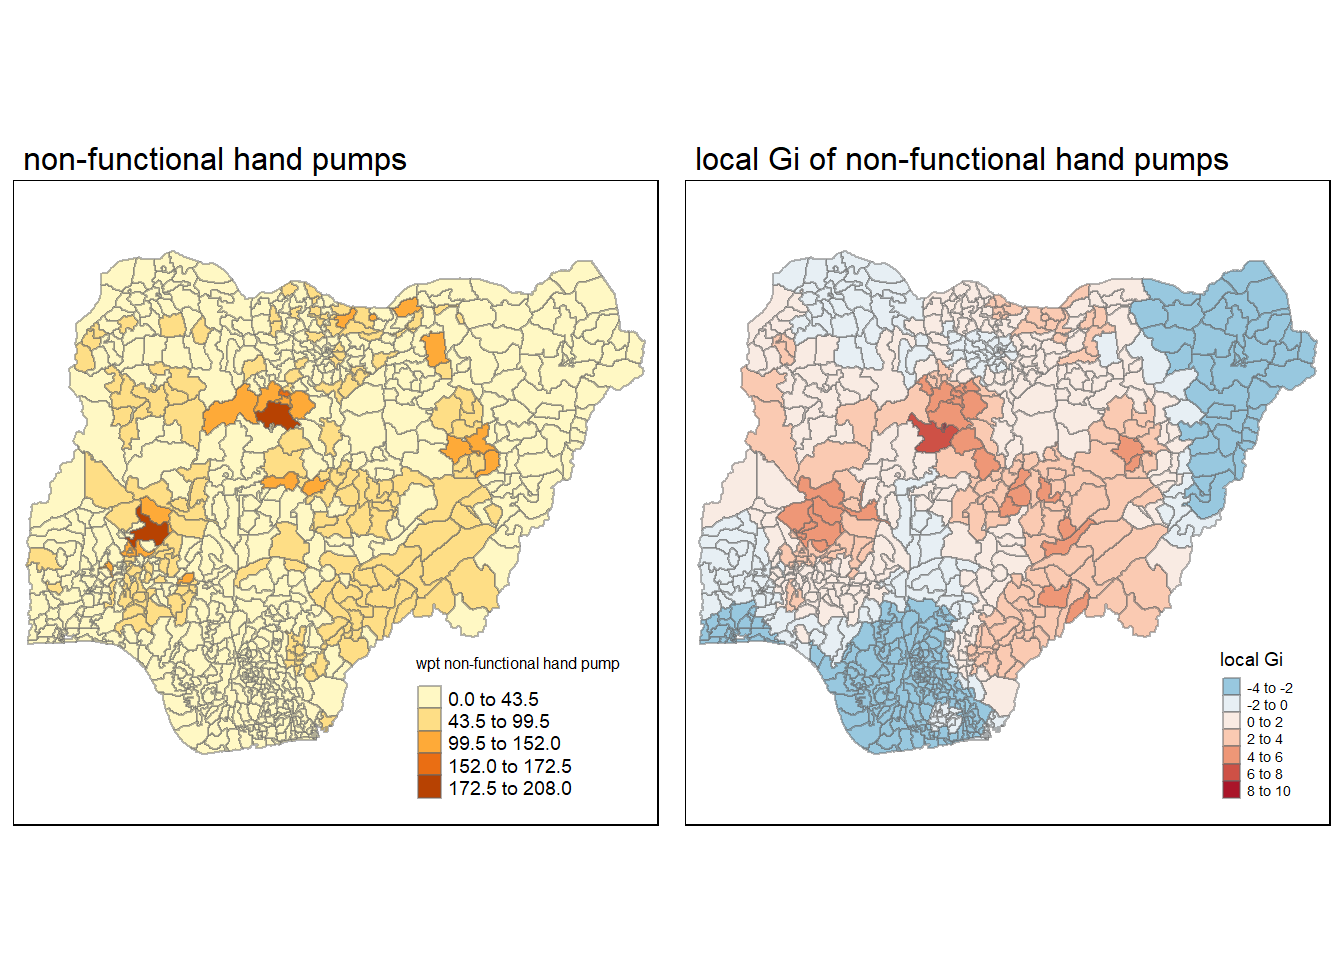 non-functional hand pumps
wpt non-functional hand pump
0.0 to 43.5
43.5 to 99.5
99.5 to 152.0
152.0 to 172.5
172.5 to 208.0
local Gi of non-functional hand pumps
local Gi
-4 to -2
-2 to 0
0 to 2
2 to 4
4 to 6
6 to 8
8 to 10